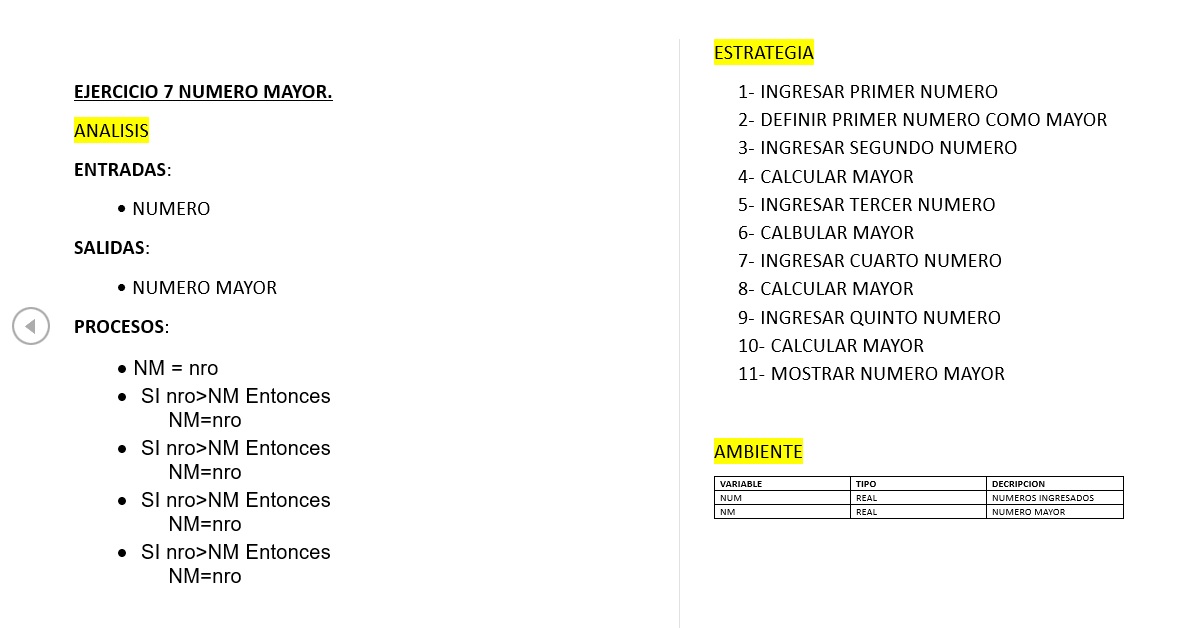 EJERCICIO 7 NUMERO MAYOR.
ANALISIS
ENTRADAS:
• NUMERO
SALIDAS:
• NUMERO MAYOR
PROCESOS:
• NM = nro
• SI nro>NM Entonces
NM=nro
• SI nro>NM Entonces
NM=nro
• SI nro>NM Entonces
NM=nro
• SI nro>NM Entonces
NM=nro
ESTRATEGIA
1- INGRESAR PRIMER NUMERO
2- DEFINIR PRIMER NUMERO COMO MAYOR
3- INGRESAR SEGUNDO NUMERO
4- CALCULAR MAYOR
5- INGRESAR TERCER NUMERO
6- CALBULAR MAYOR
7- INGRESAR CUARTO NUMERO
8- CALCULAR MAYOR
9- INGRESAR QUINTO NUMERO
10- CALCULAR MAYOR
11- MOSTRAR NUMERO MAYOR
AMBIENTE
VARIABLE TIPO DECRIPCION
NUM REAL NUMEROS INGRESADOS
NM REAL NUMERO MAYOR